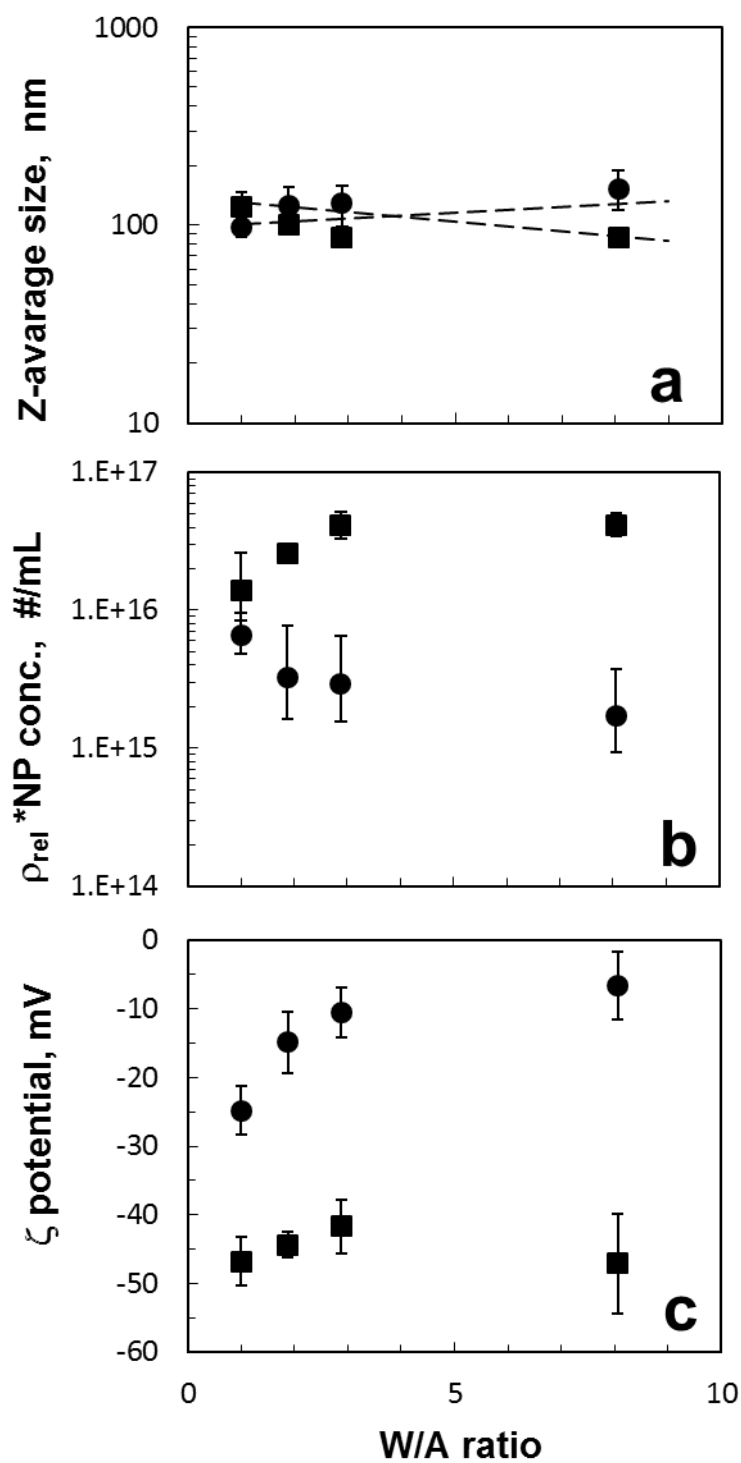 1000
100
10
Z-avarage size, nm
a
1.E+17
1.E+16
1.E+15
1.E+14
ρrel *NP conc., #/mL
b
0
-10
-20
-30
-40
-50
-60
ζ potential, mV
c
0 5 10
W/A ratio